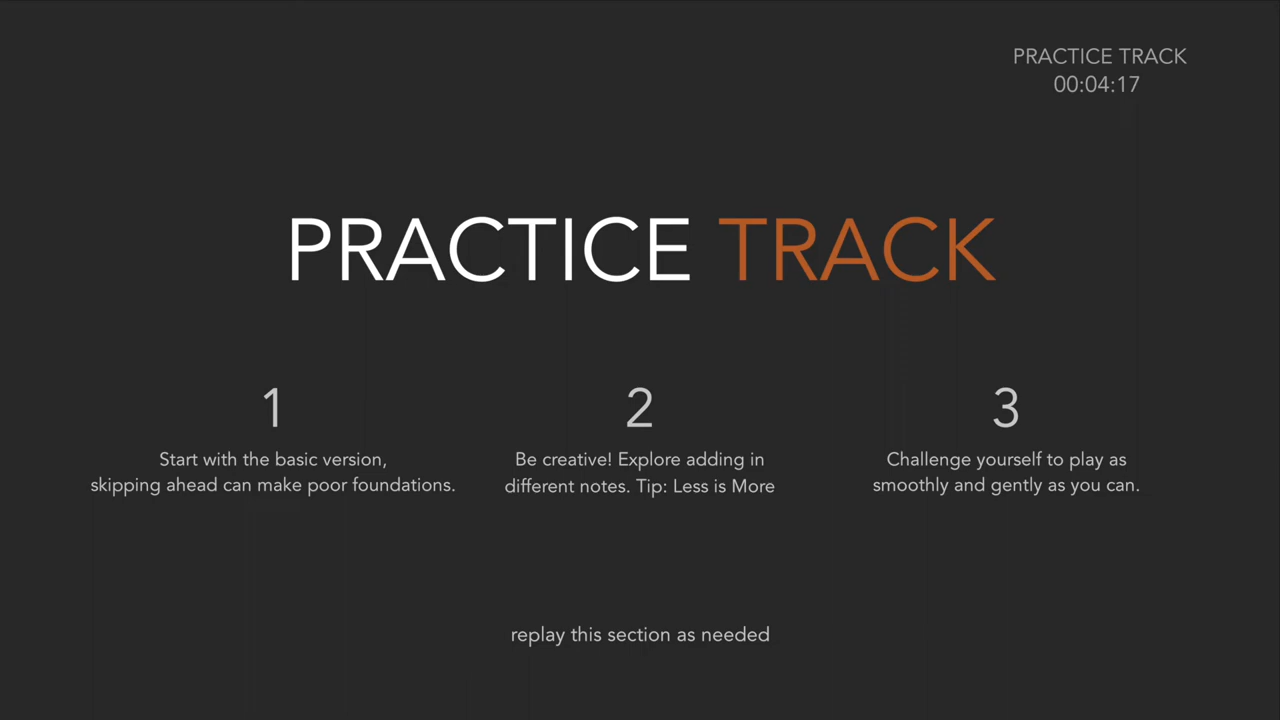 PRACTICE TRACK
00:04:17
PRACTICE TRACK
1
Start with the basic version,
skipping ahead can make poor foundations.
2
Be creative! Explore adding in
different notes. Tip: Less is More
3
Challenge yourself to play as
smoothly and gently as you can.
replay this section as needed